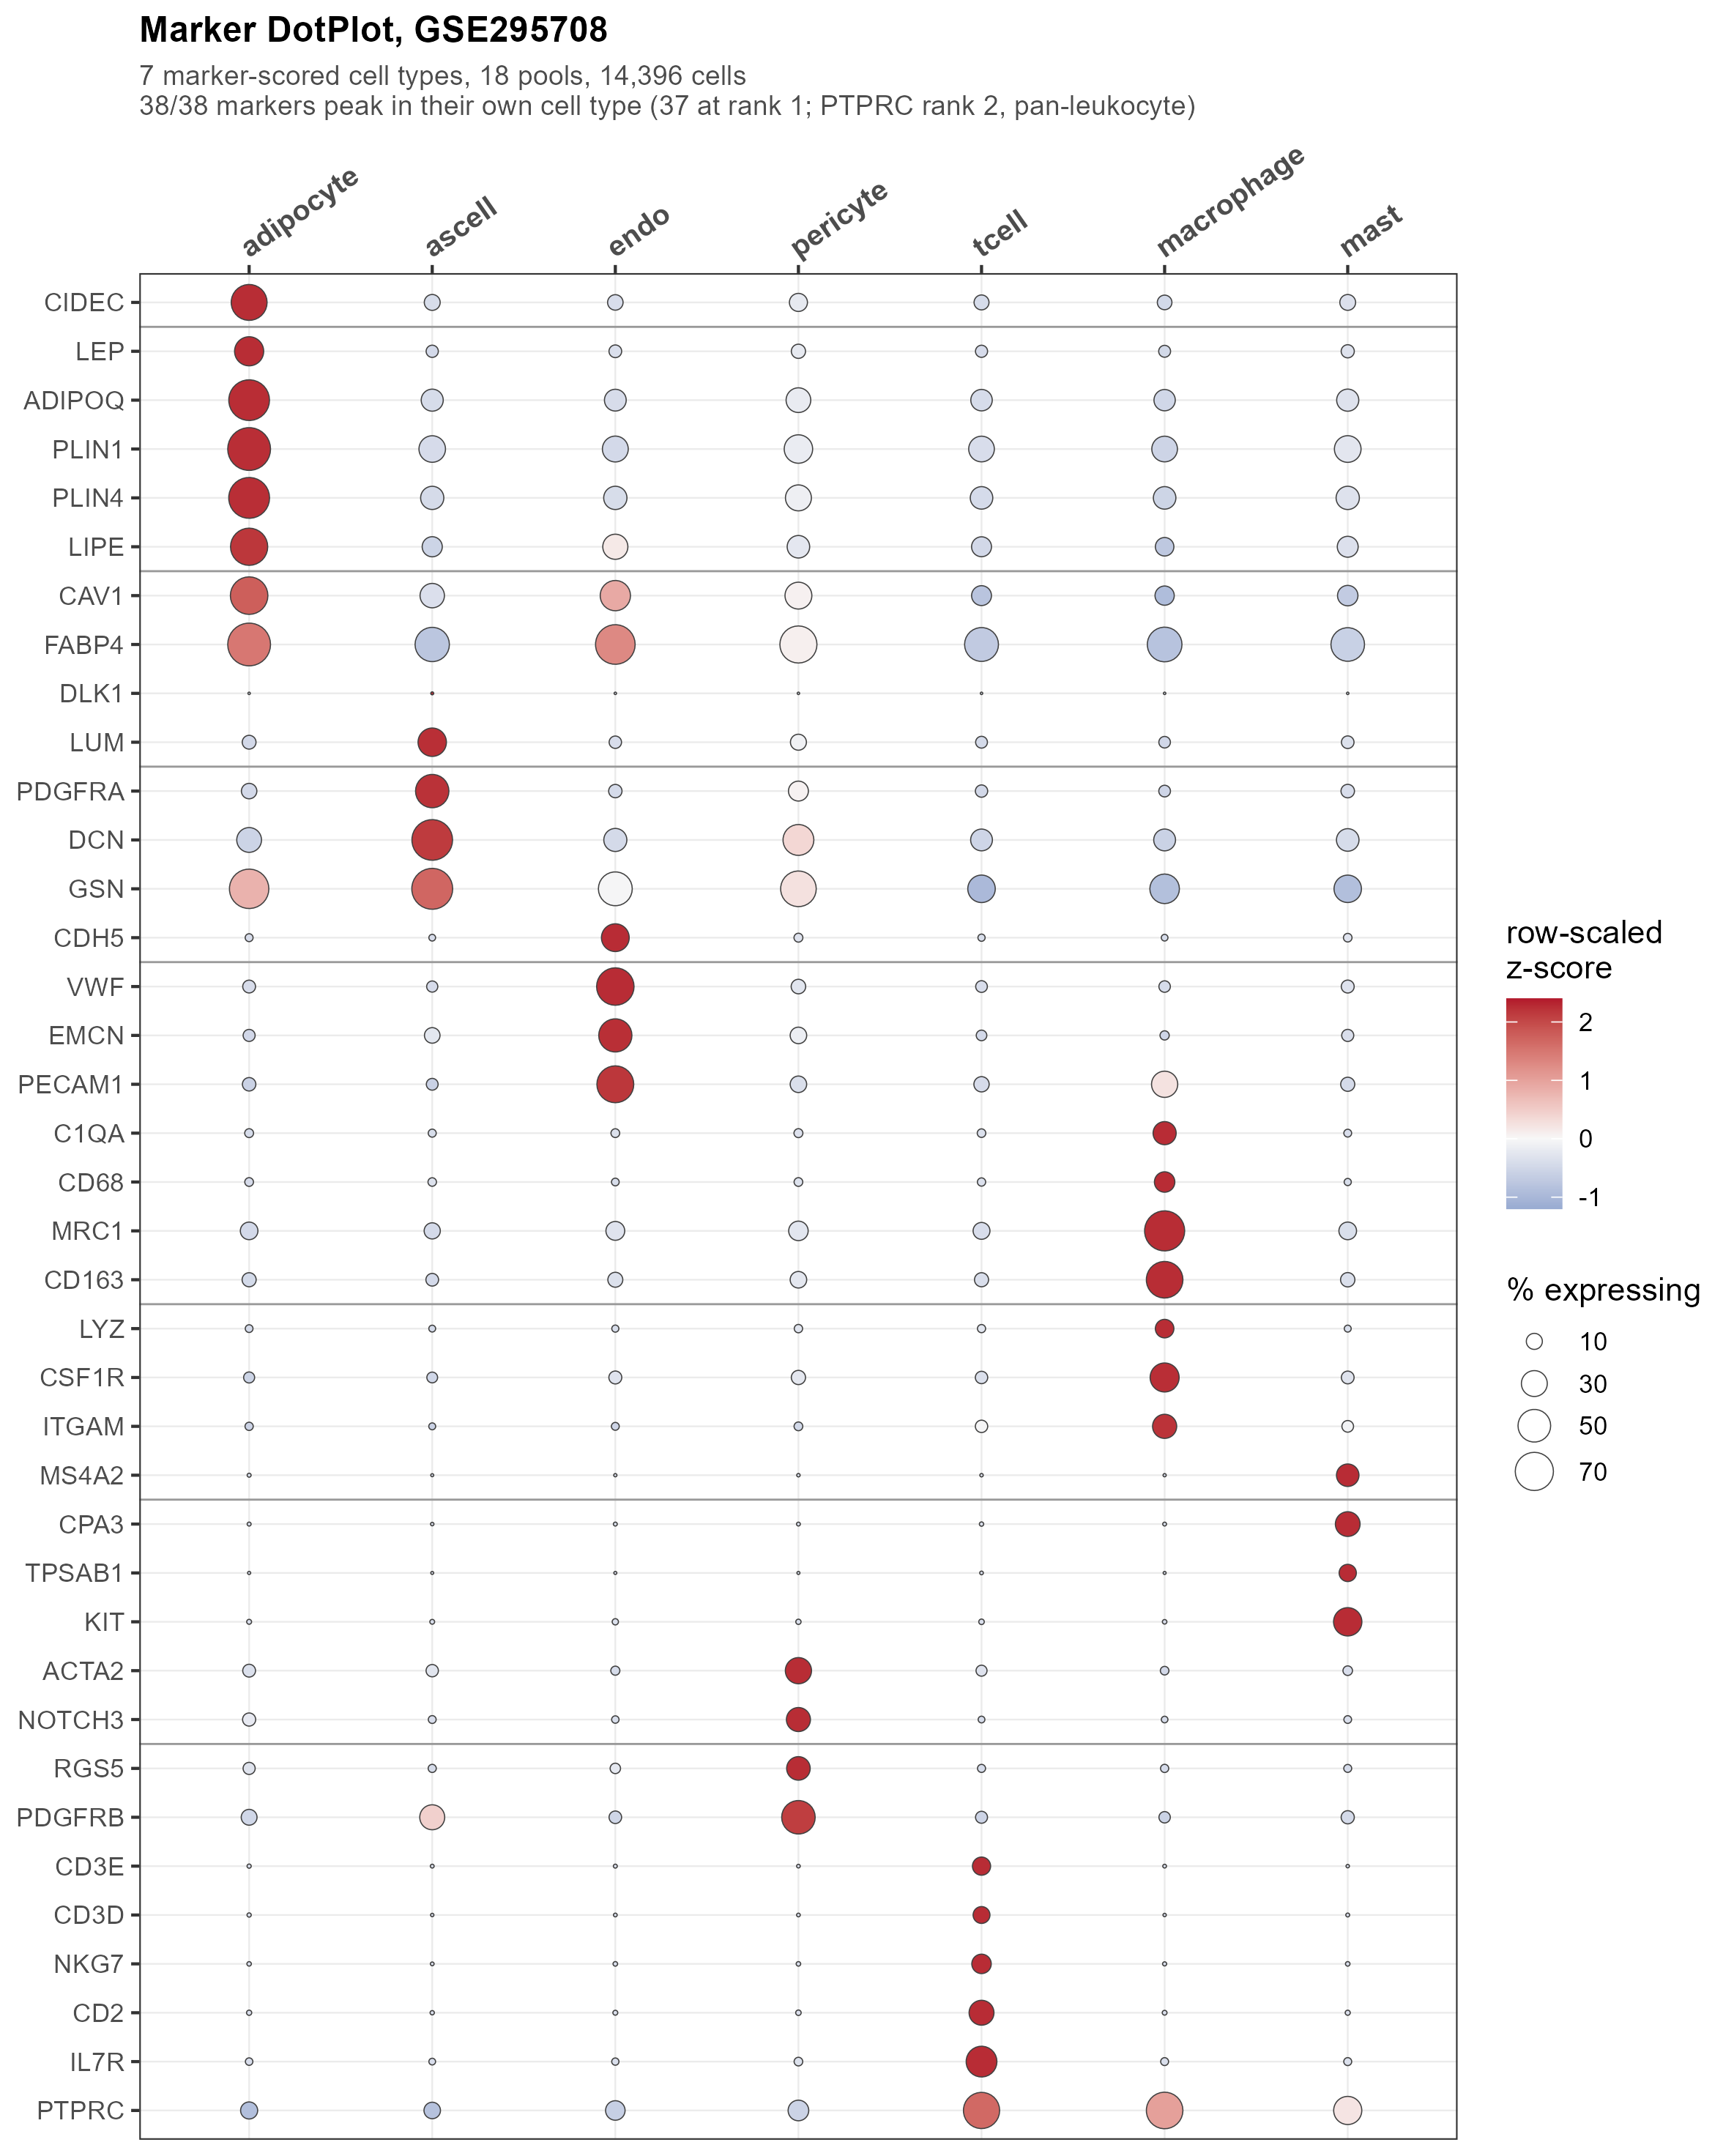 Marker DotPlot, GSE295708
7 marker-scored cell types, 18 pools, 14,396 cells
38/38 markers peak in their own cell type (37 at rank 1; PTPRC rank 2, pan-leukocyte)
adipocyte
ascell
endo
pericyte
tcell
macrophage
mast
CIDEC
LEP
ADIPOQ
PLIN1
PLIN4
LIPE
CAV1
FABP4
DLK1
LUM
PDGFRA
DCN
GSN
CDH5
VWF
EMCN
PECAM1
C1QA
CD68
MRC1
CD163
LYZ
CSF1R
ITGAM
MS4A2
CPA3
TPSAB1
KIT
ACTA2
NOTCH3
RGS5
PDGFRB
CD3E
CD3D
NKG7
CD2
IL7R
PTPRC
row-scaled
z-score
2
1
0
-1
% expressing
10
30
50
70